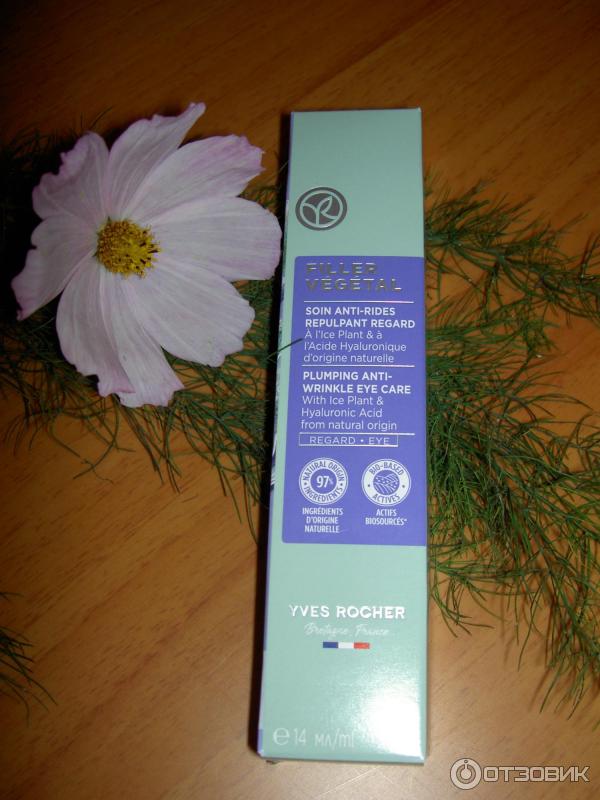 FILLER
VÉGÉTAL
SOIN ANTI-RIDES
REPULPANT REGARD
À l'Ice Plant & à
l'Acide Hyaluronique
d'origine naturelle
PLUMPING ANTI-
WRINKLE EYE CARE
With Ice Plant &
Hyaluronic Acid
from natural origin
REGARD • EYE
NATURAL ORIGIN
97%
INGREDIENTS
INGRÉDIENTS
D'ORIGINE
NATURELLE
BIO-BASED
ACTIVES
ACTIFS
BIOSOURCÉS*
YVES ROCHER
Bretagne, France
e 14 мл/ml
ОТЗОВИК